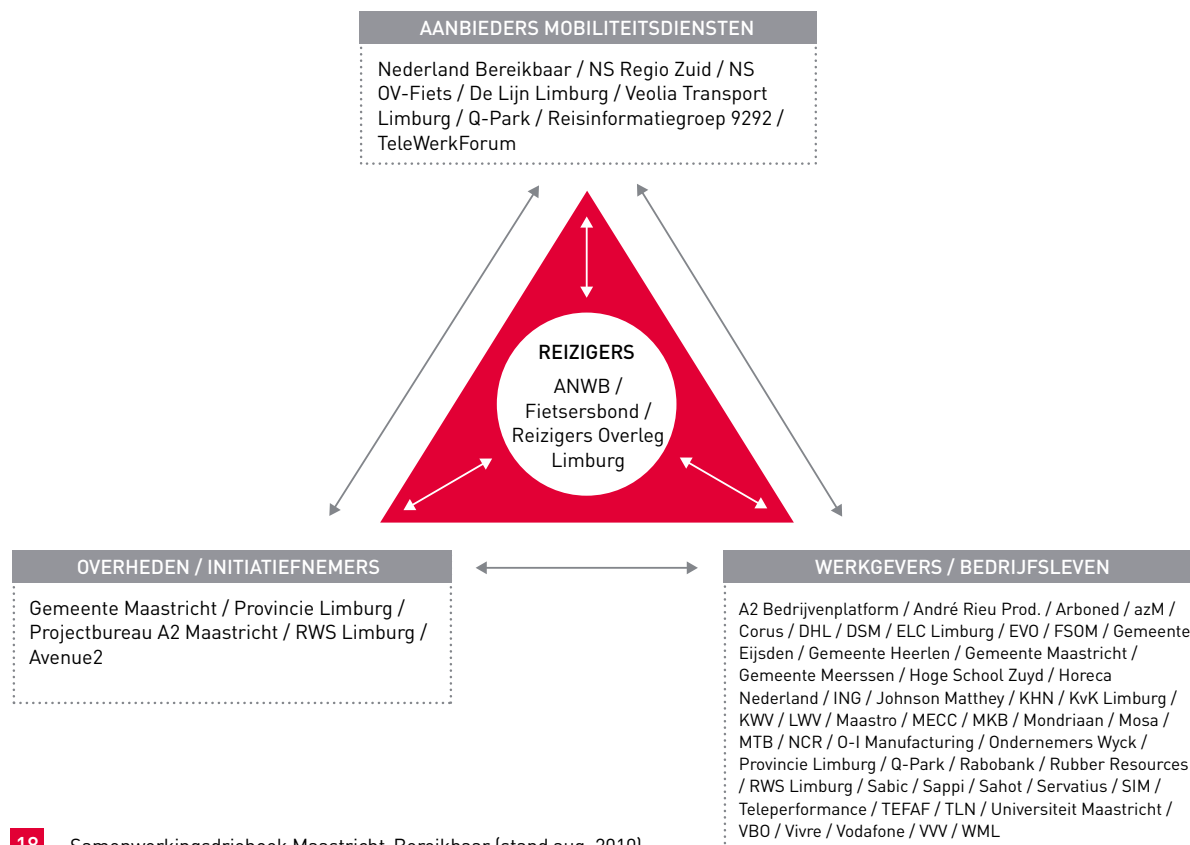 AANBIEDERS MOBILITEITSDIENSTEN
Nederland Bereikbaar / NS Regio Zuid / NS
OV-Fiets / De Lijn Limburg / Veolia Transport
Limburg / Q-Park / Reisinformatiegroep 9292 /
TeleWerkForum
REIZIGERS
ANWB /
Fietsersbond /
Reizigers Overleg
Limburg
OVERHEDEN / INITIATIEFNEMERS
Gemeente Maastricht / Provincie Limburg /
Projectbureau A2 Maastricht / RWS Limburg /
Avenue2
WERKGEVERS / BEDRIJFSLEVEN
A2 Bedrijvenplatform / André Rieu Prod. / Arboned / azM /
Corus / DHL / DSM / ELC Limburg / EVO / FSOM / Gemeente
Eijsden / Gemeente Heerlen / Gemeente Maastricht /
Gemeente Meerssen / Hoge School Zuyd / Horeca
Nederland / ING / Johnson Matthey / KHN / KvK Limburg /
KWV / LWV / Maastro / MECC / MKB / Mondriaan / Mosa /
MTB / NCR / O-I Manufacturing / Ondernemers Wyck /
Provincie Limburg / Q-Park / Rabobank / Rubber Resources
/ RWS Limburg / Sabic / Sappi / Sahot / Servatius / SIM /
Teleperformance / TEFAF / TLN / Universiteit Maastricht /
VBO / Vivre / Vodafone / VVV / WML
18 Samenwerkingsdriehoek Maastricht-Bereikbaar (stand aug. 2010)